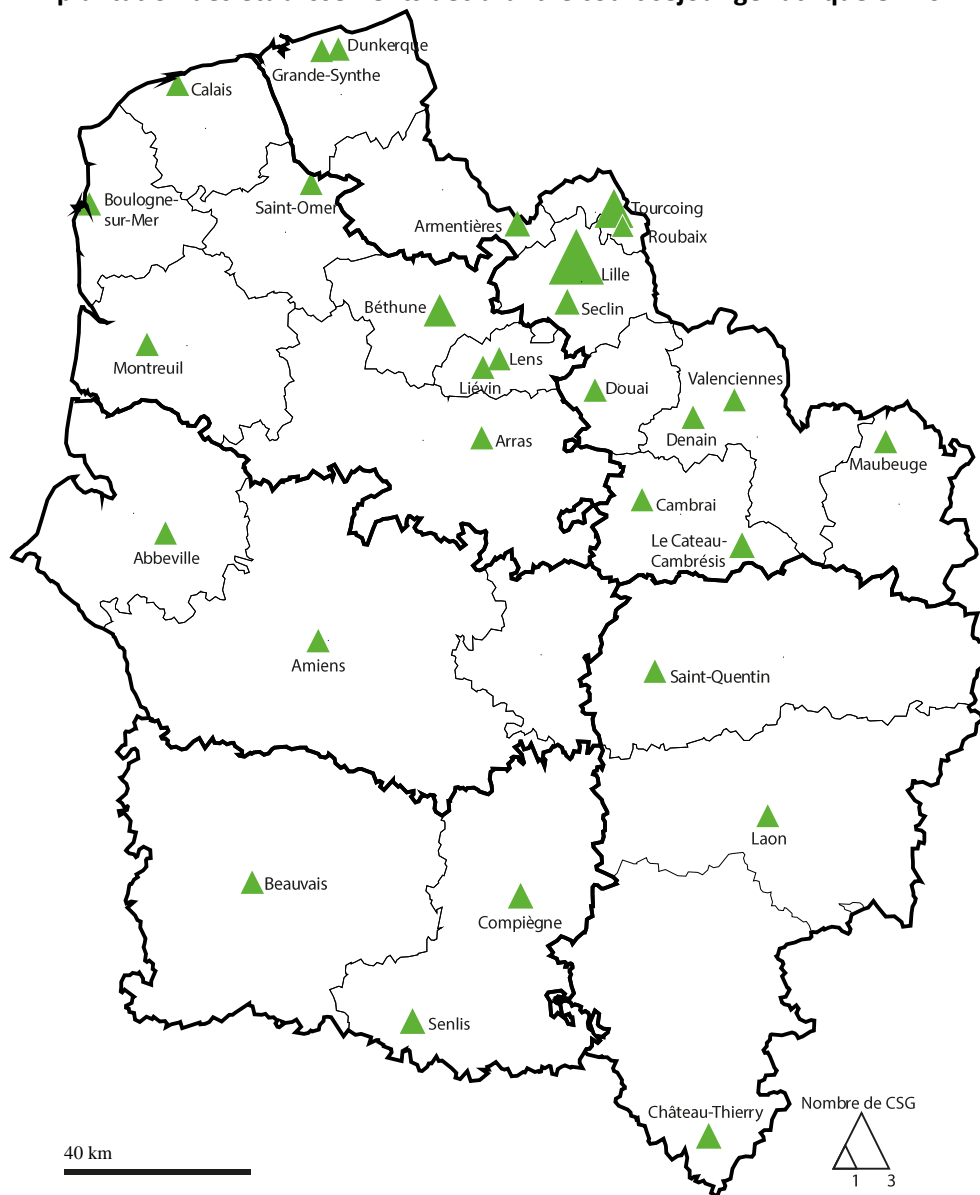 Dunkerque
Grande-Synthe
Calais
Boulogne-
sur-Mer
Saint-Omer
Armentières
Tourcoing
Roubaix
Lille
Béthune
Seclin
Lens
Liévin
Montreuil
Douai
Valenciennes
Denain
Arras
Maubeuge
Cambrai
Le Cateau-
Cambrésis
Abbeville
Amiens
Saint-Quentin
Laon
Beauvais
Compiègne
Senlis
Château-Thierry
Nombre de CSG
1 3
40 km